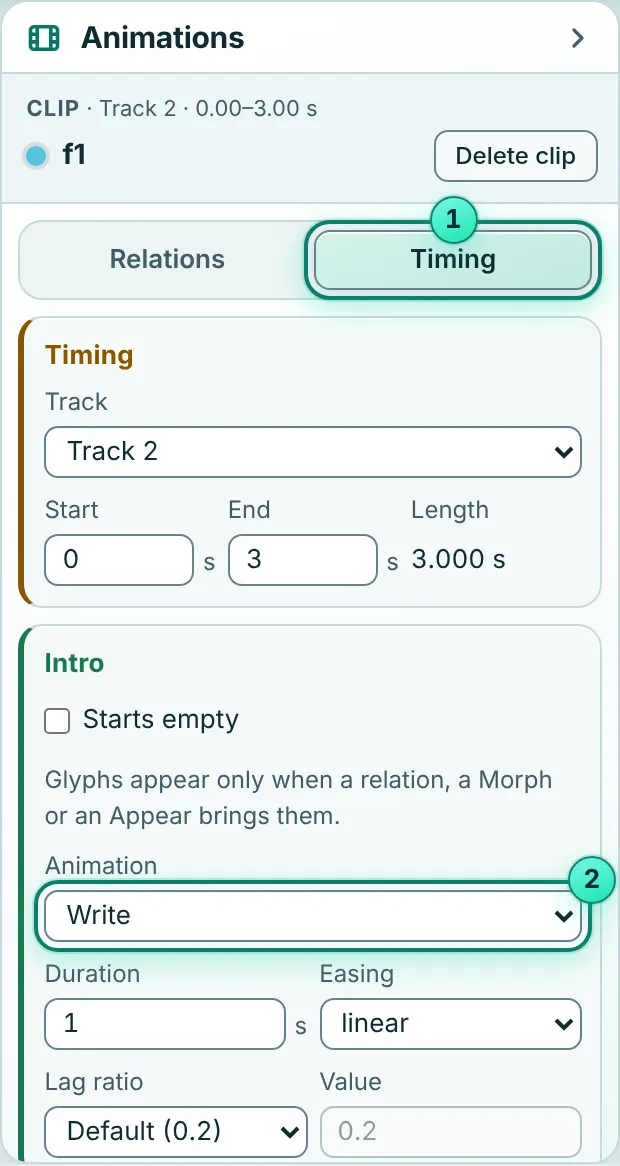 Animations
CLIP · Track 2 · 0.00–3.00 s
f1
Delete clip
1
Relations
Timing
Timing
Track
Track 2
Start
End
Length
0 s
3 s
3.000 s
Intro
Starts empty
Glyphs appear only when a relation, a Morph
or an Appear brings them.
Animation
2
Write
Duration
Easing
1 s
linear
Lag ratio
Value
Default (0.2)
0.2